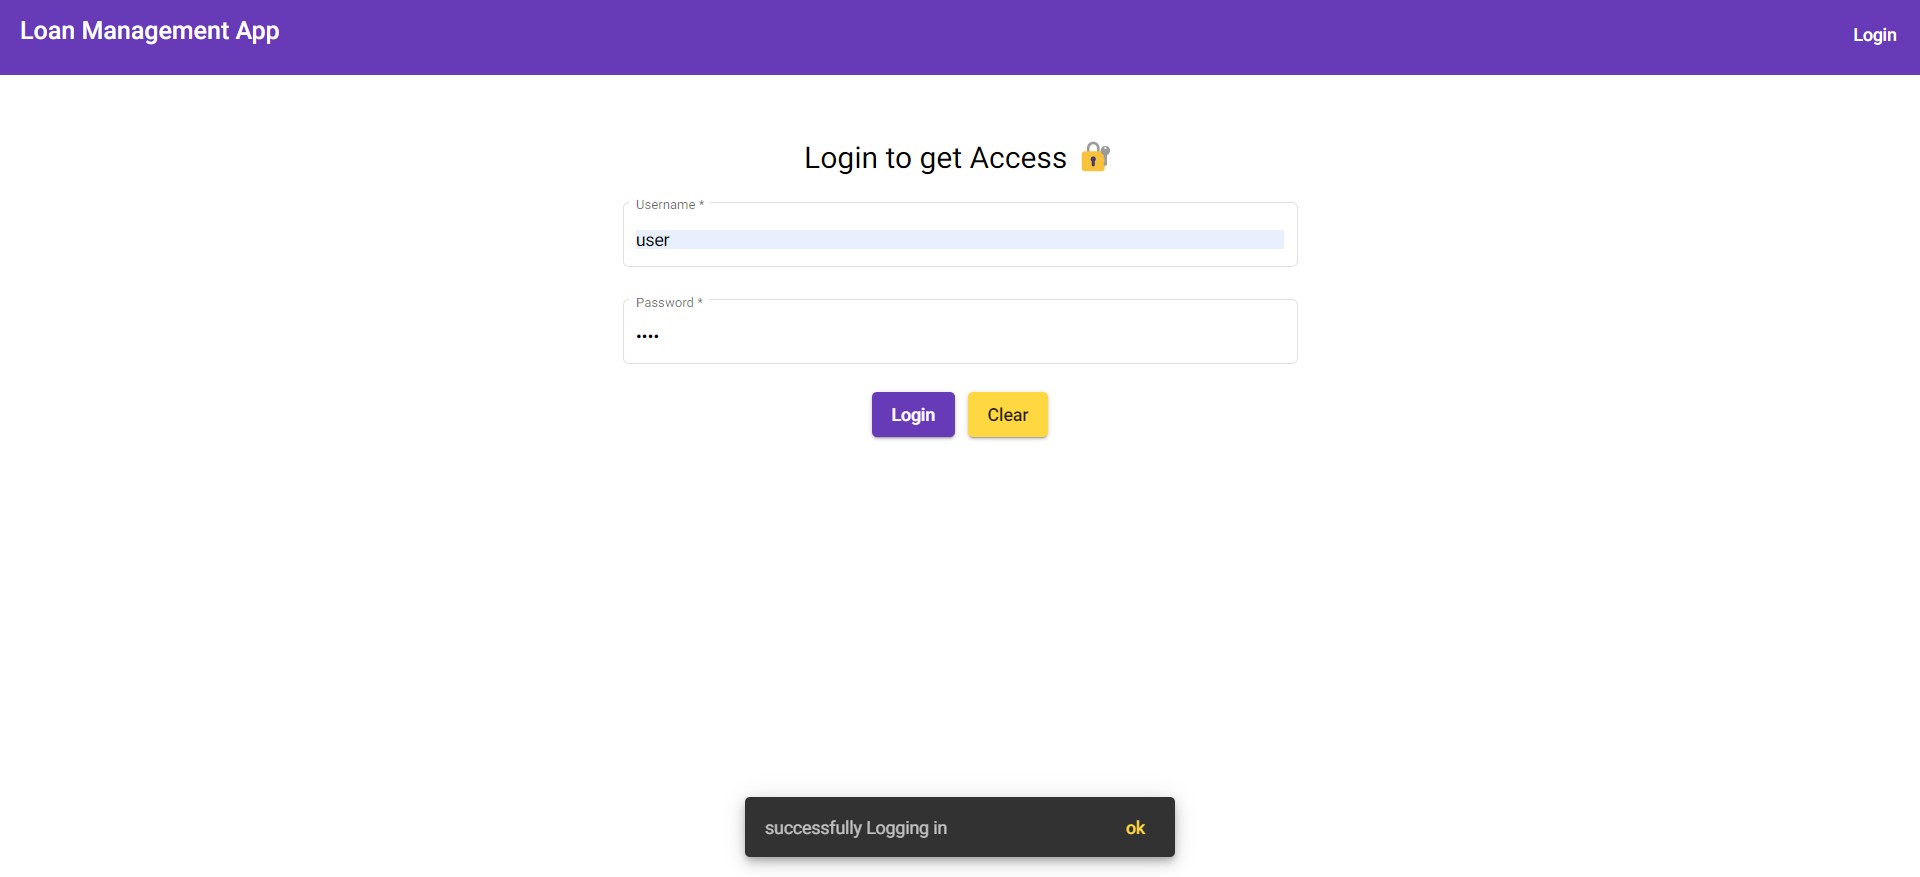 Loan Management App
Login
Login to get Access 🔐
Username *
user
Password *
••••
Login
Clear
successfully Logging in
ok